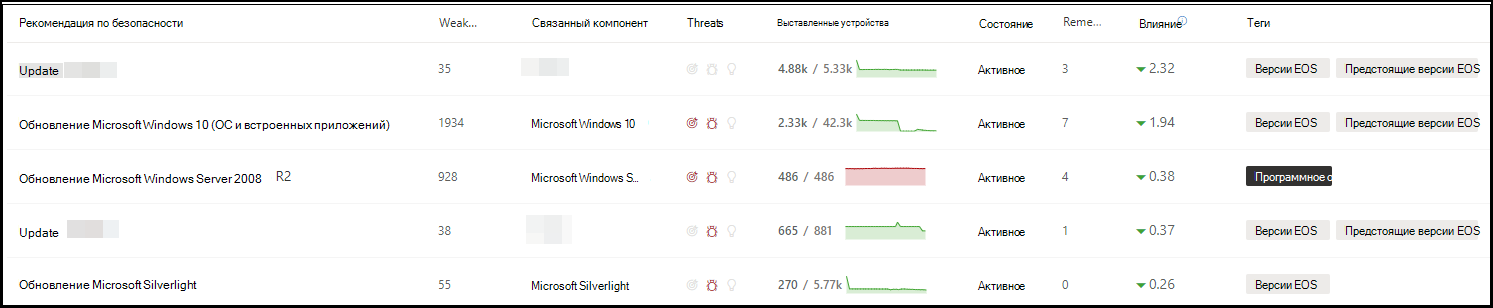 Рекомендация по безопасности Weak... Связанный компонент Threats Выставленные устройства Состояние Reme... Влияние Теги
Update 35 4.88k / 5.33k Активное 3 2.32 Версии EOS Предстоящие версии EOS
Обновление Microsoft Windows 10 (ОС и встроенных приложений) 1934 Microsoft Windows 10 2.33k / 42.3k Активное 7 1.94 Версии EOS Предстоящие версии EOS
Обновление Microsoft Windows Server 2008 R2 928 Microsoft Windows S... 486 / 486 Активное 4 0.38 Программное о
Update 38 665 / 881 Активное 1 0.37 Версии EOS Предстоящие версии EOS
Обновление Microsoft Silverlight 55 Microsoft Silverlight 270 / 5.77k Активное 0 0.26 Версии EOS